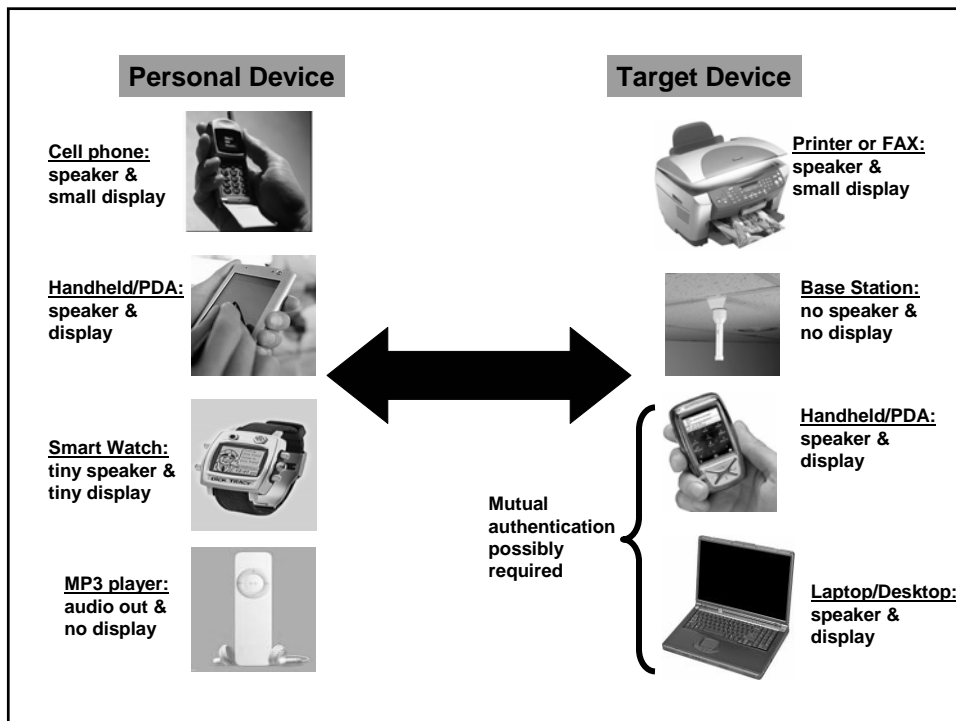 Personal Device
Target Device
Cell phone:
speaker &
small display
Printer or FAX:
speaker &
small display
Handheld/PDA:
speaker &
display
Base Station:
no speaker &
no display
Smart Watch:
tiny speaker &
tiny display
DICK TRACY
Handheld/PDA:
speaker &
display
Mutual
authentication
possibly
required
MP3 player:
audio out &
no display
Laptop/Desktop:
speaker &
display